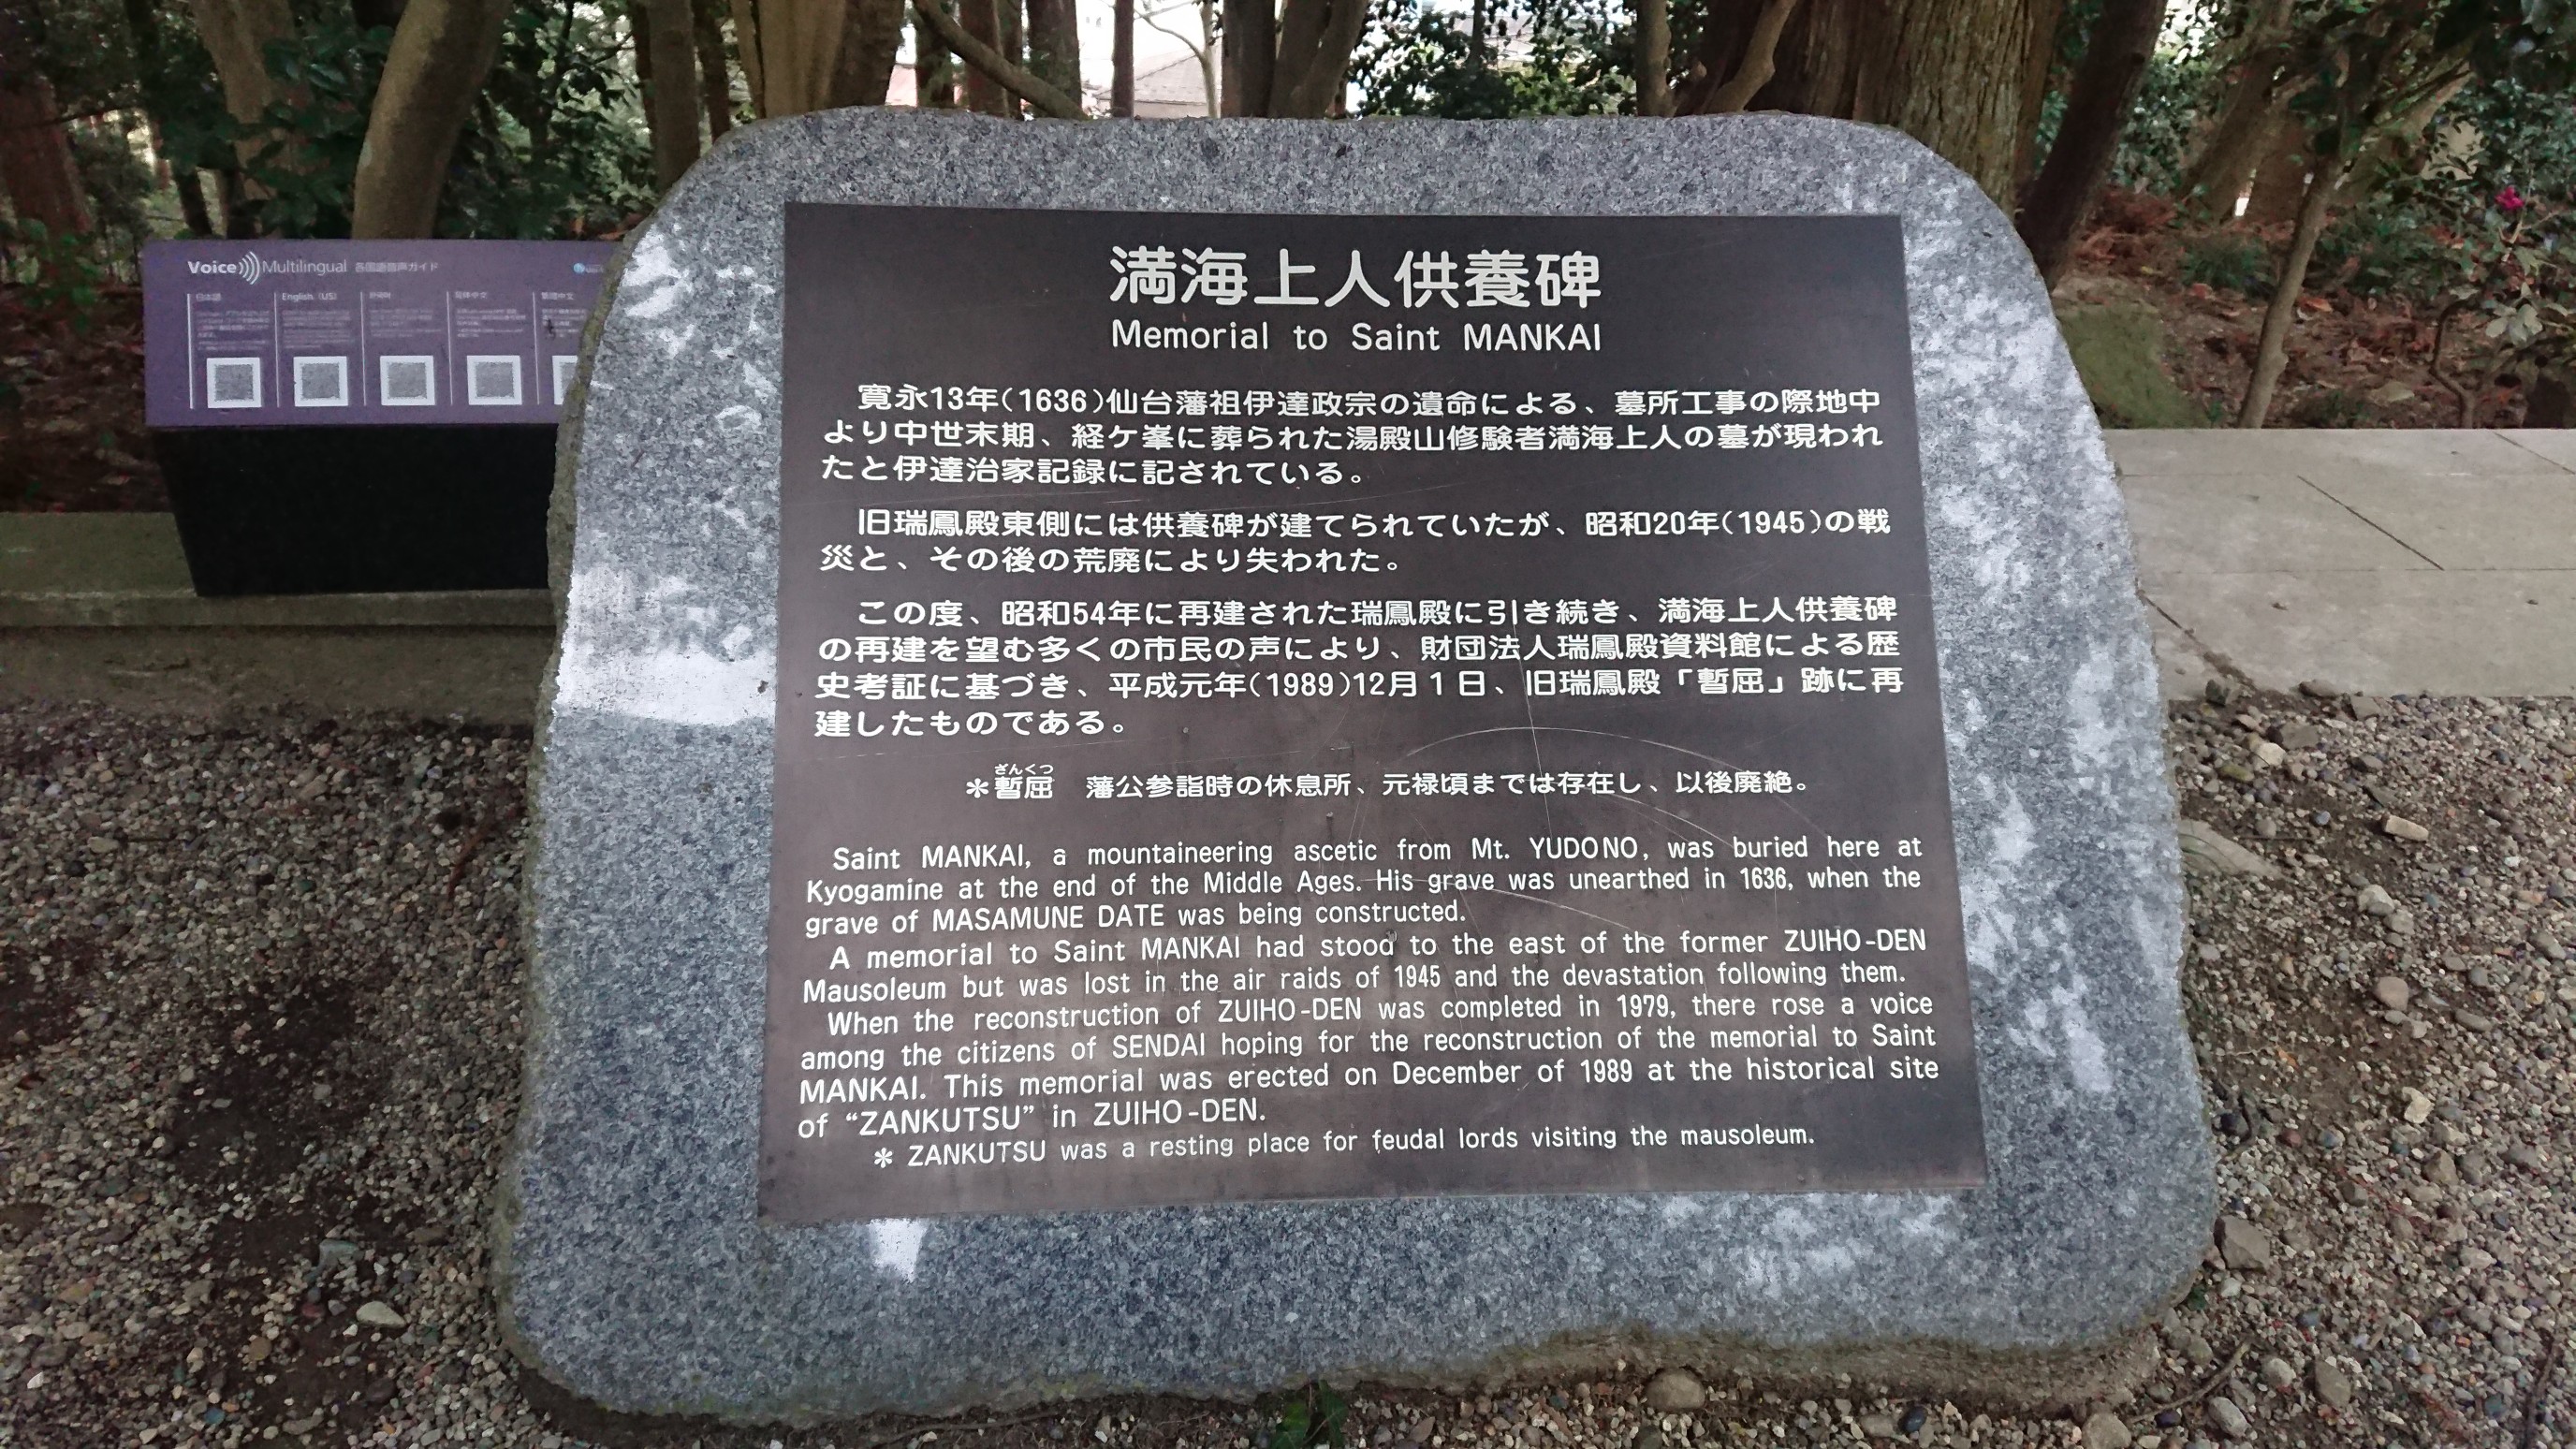 Voice Multilingual 各国語音声ガイド
日本語
English (US)
満海上人供養碑
Memorial to Saint MANKAI
寛永13年(1636)仙台藩祖伊達政宗の遺命による、墓所工事の際地中
より中世末期、経ケ峯に葬られた湯殿山修験者満海上人の墓が現われ
たと伊達治家記録に記されている。
旧瑞鳳殿東側には供養碑が建てられていたが、昭和20年(1945)の戦
災と、その後の荒廃により失われた。
この度、昭和54年に再建された瑞鳳殿に引き続き、満海上人供養碑
の再建を望む多くの市民の声により、財団法人瑞鳳殿資料館による歴
史考証に基づき、平成元年(1989)12月1日、旧瑞鳳殿「暫屈」跡に再
建したものである。
ざんくつ
＊暫屈　藩公参詣時の休息所、元禄頃までは存在し、以後廃絶。
Saint MANKAI, a mountaineering ascetic from Mt. YUDONO, was buried here at
Kyogamine at the end of the Middle Ages. His grave was unearthed in 1636, when the
grave of MASAMUNE DATE was being constructed.
A memorial to Saint MANKAI had stood to the east of the former ZUIHO-DEN
Mausoleum but was lost in the air raids of 1945 and the devastation following them.
When the reconstruction of ZUIHO-DEN was completed in 1979, there rose a voice
among the citizens of SENDAI hoping for the reconstruction of the memorial to Saint
MANKAI. This memorial was erected on December of 1989 at the historical site
of “ZANKUTSU” in ZUIHO-DEN.
＊ ZANKUTSU was a resting place for feudal lords visiting the mausoleum.